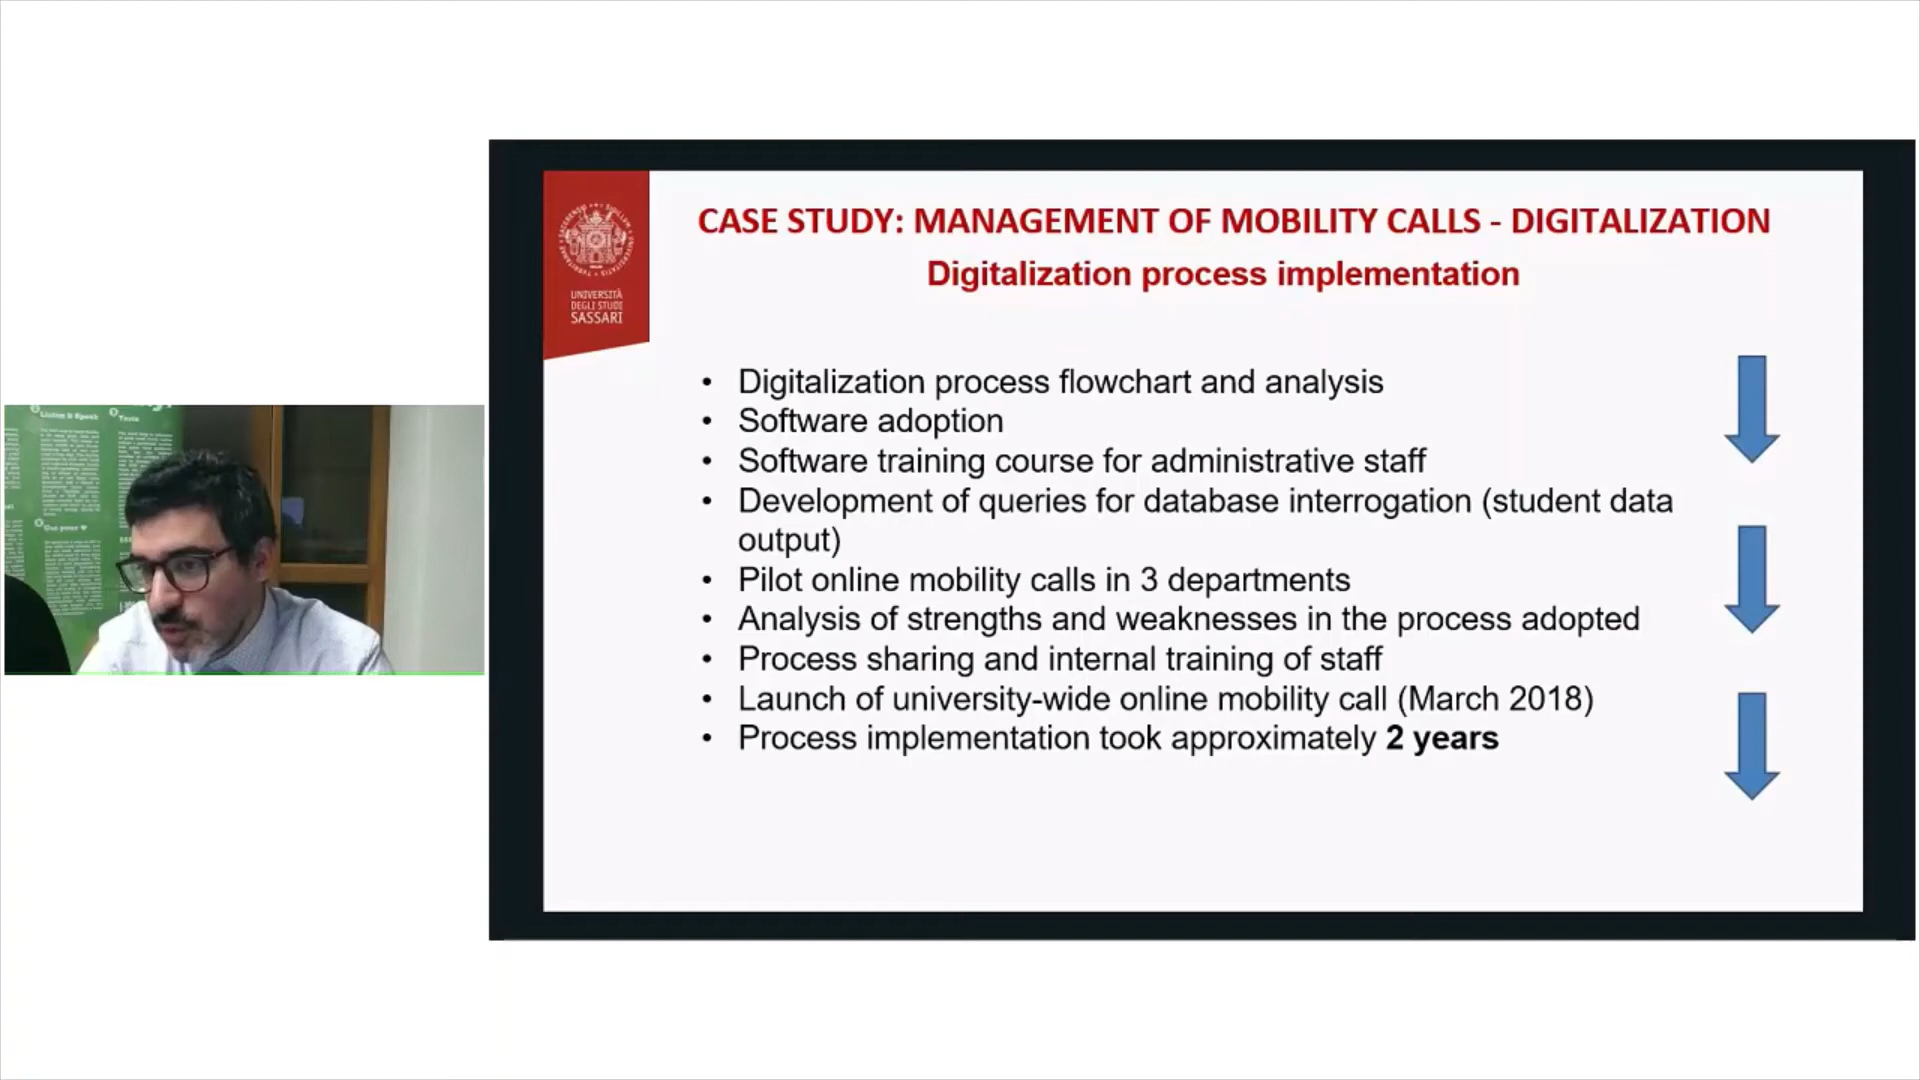 Listen & Speak
Texts
CASE STUDY: MANAGEMENT OF MOBILITY CALLS - DIGITALIZATION
Digitalization process implementation
UNIVERSITÀ
DEGLI STUDI
SASSARI
• Digitalization process flowchart and analysis
• Software adoption
• Software training course for administrative staff
• Development of queries for database interrogation (student data
output)
• Pilot online mobility calls in 3 departments
• Analysis of strengths and weaknesses in the process adopted
• Process sharing and internal training of staff
• Launch of university-wide online mobility call (March 2018)
• Process implementation took approximately 2 years